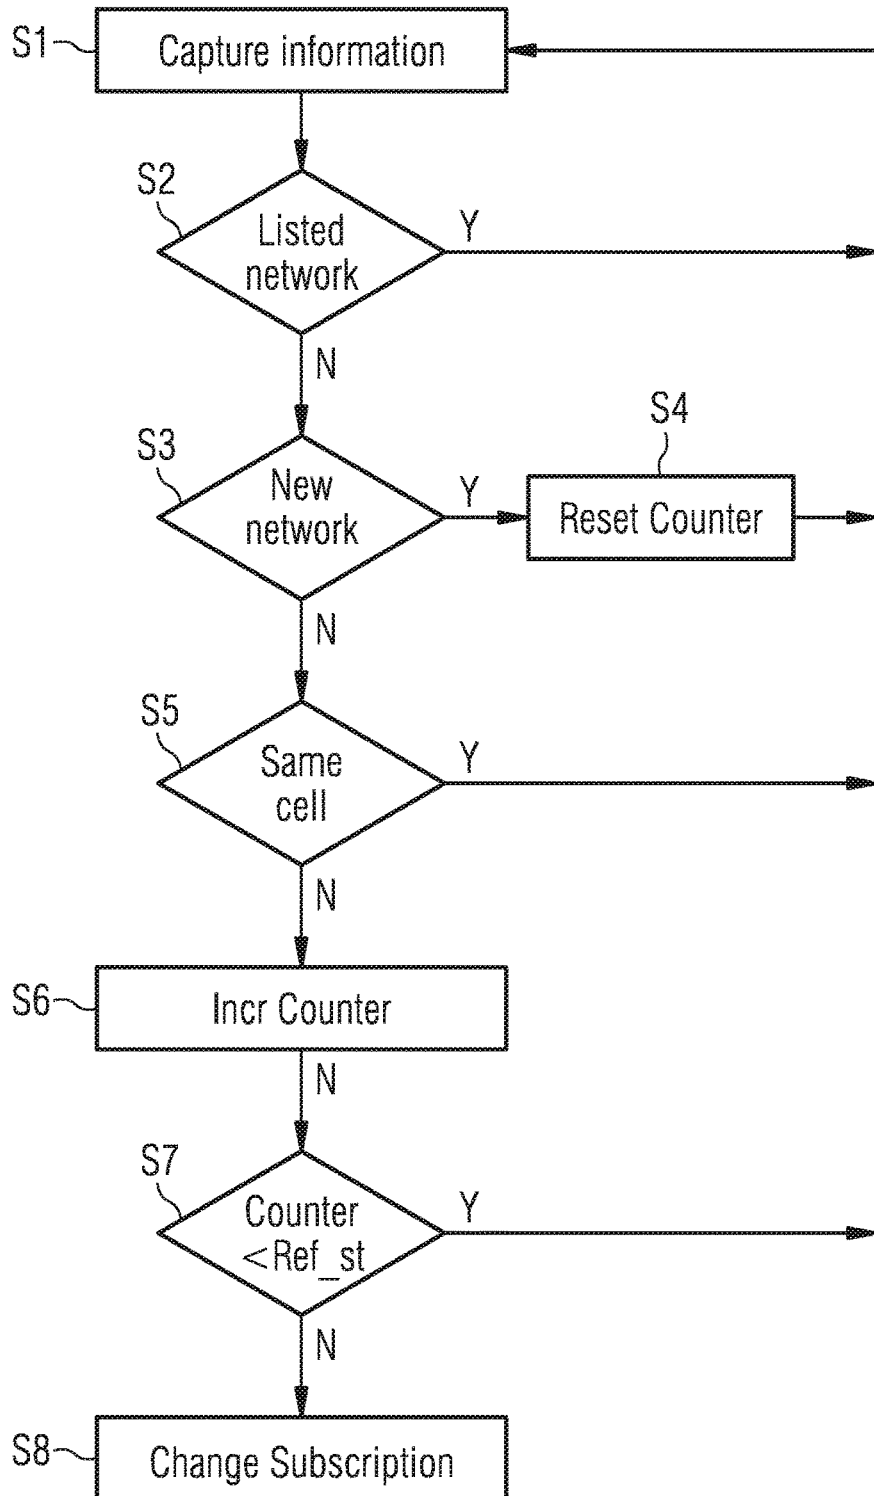 S1
Capture information
S2
Listed
network
Y
N
S3
New
network
Y
S4
Reset Counter
N
S5
Same
cell
Y
N
S6
Incr Counter
N
S7
Counter
<Ref_st
Y
N
S8
Change Subscription